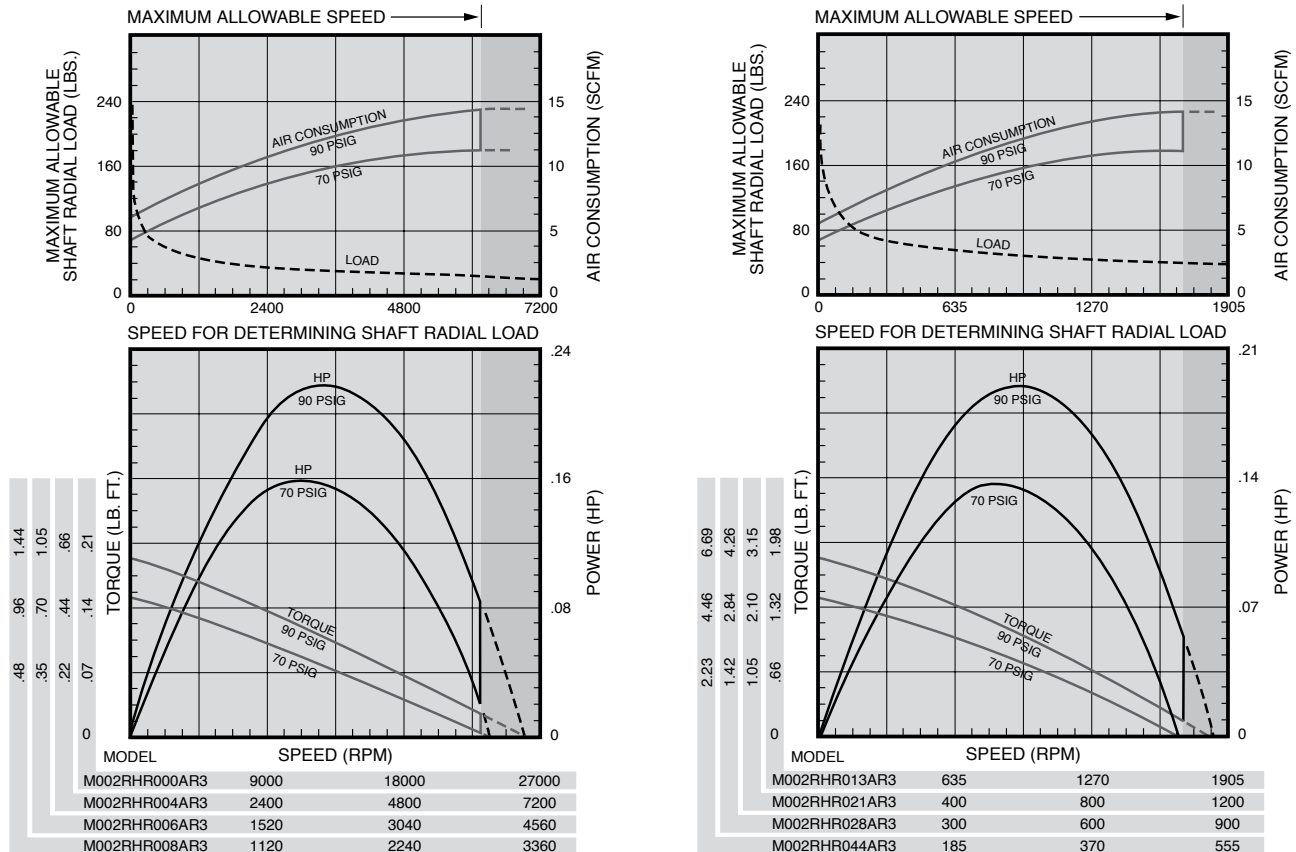 MAXIMUM ALLOWABLE SPEED
MAXIMUM ALLOWABLE
SHAFT RADIAL LOAD (LBS.)
240
160
80
0
AIR CONSUMPTION
90 PSIG
70 PSIG
LOAD
15
10
5
0
AIR CONSUMPTION (SCFM)
0 2400 4800 7200
SPEED FOR DETERMINING SHAFT RADIAL LOAD
HP
90 PSIG
HP
70 PSIG
TORQUE
90 PSIG
70 PSIG
.24
.16
.08
0
POWER (HP)
TORQUE (LB. FT.)
1.44 1.05 .66 .21
.96 .70 .44 .14
.48 .35 .22 .07
0
MODEL SPEED (RPM)
M002RHR000AR3 9000 18000 27000
M002RHR004AR3 2400 4800 7200
M002RHR006AR3 1520 3040 4560
M002RHR008AR3 1120 2240 3360
MAXIMUM ALLOWABLE SPEED
MAXIMUM ALLOWABLE
SHAFT RADIAL LOAD (LBS.)
240
160
80
0
AIR CONSUMPTION
90 PSIG
70 PSIG
LOAD
15
10
5
0
AIR CONSUMPTION (SCFM)
0 635 1270 1905
SPEED FOR DETERMINING SHAFT RADIAL LOAD
HP
90 PSIG
70 PSIG
TORQUE
90 PSIG
70 PSIG
.21
.14
.07
0
POWER (HP)
TORQUE (LB. FT.)
6.69 4.26 3.15 1.98
4.46 2.84 2.10 1.32
2.23 1.42 1.05 .66
0
MODEL SPEED (RPM)
M002RHR013AR3 635 1270 1905
M002RHR021AR3 400 800 1200
M002RHR028AR3 300 600 900
M002RHR044AR3 185 370 555